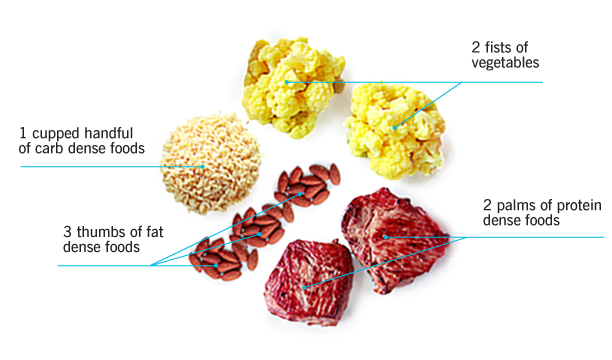 2 fists of
vegetables
1 cupped handful
of carb dense foods
2 palms of protein
dense foods
3 thumbs of fat
dense foods